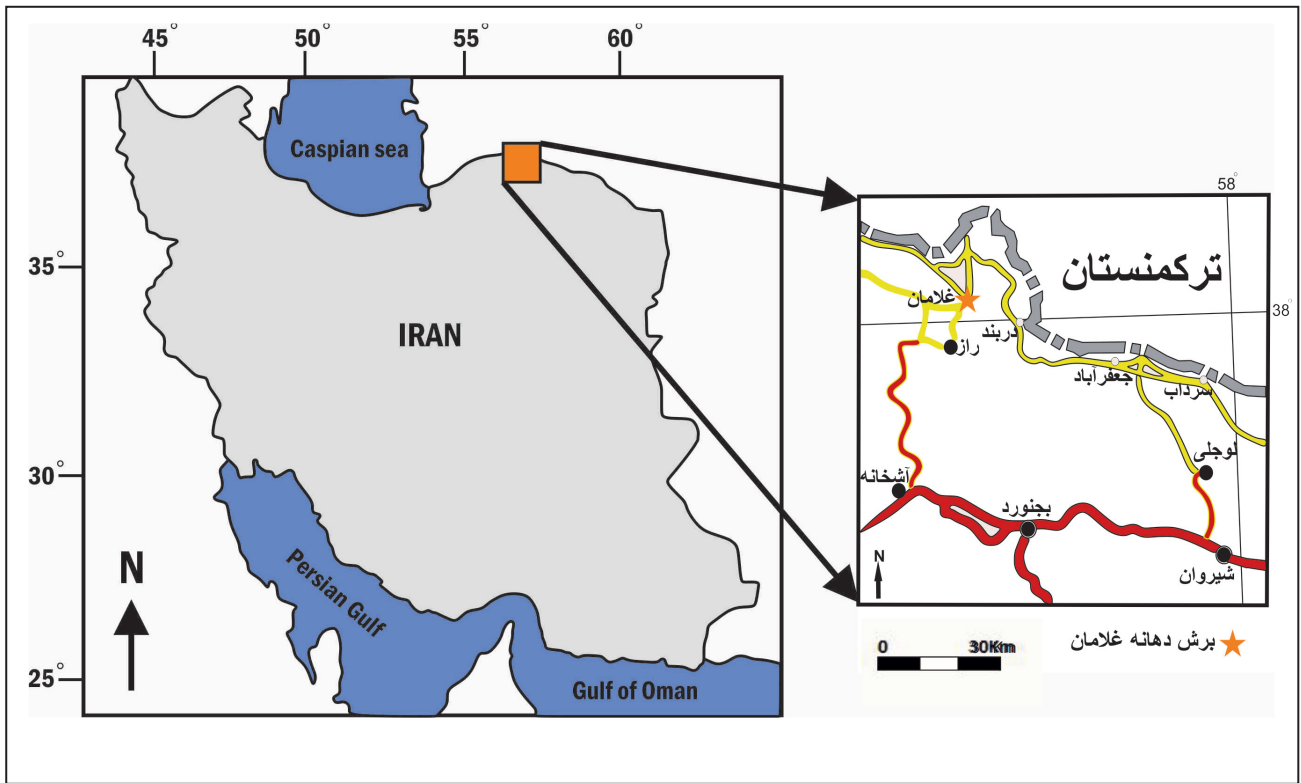 45° 50° 55° 60°
Caspian sea
35°
IRAN
30°
N
Persian Gulf
25°
Gulf of Oman
58°
ترکمنستان
غلامان
38°
دربند
راز
جعفرآباد
سرداب
لوجلی
آشخانه
بجنورد
شیروان
N
0 30Km
برش دهانه غلامان